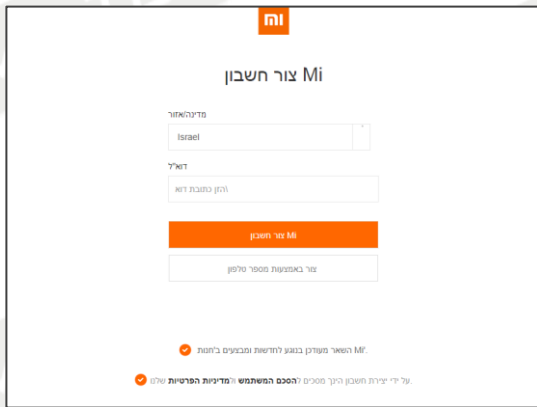 mi
צור חשבון Mi
מדינה/אזור
Israel
דוא"ל
הזן כתובת דוא\
צור חשבון Mi
צור באמצעות מספר טלפון
השאר מעודכן בנוגע לחדשות ומבצעים בחנות Mi'.
על ידי יצירת חשבון הינך מסכים להסכם המשתמש ולמדיניות הפרטיות שלנו.